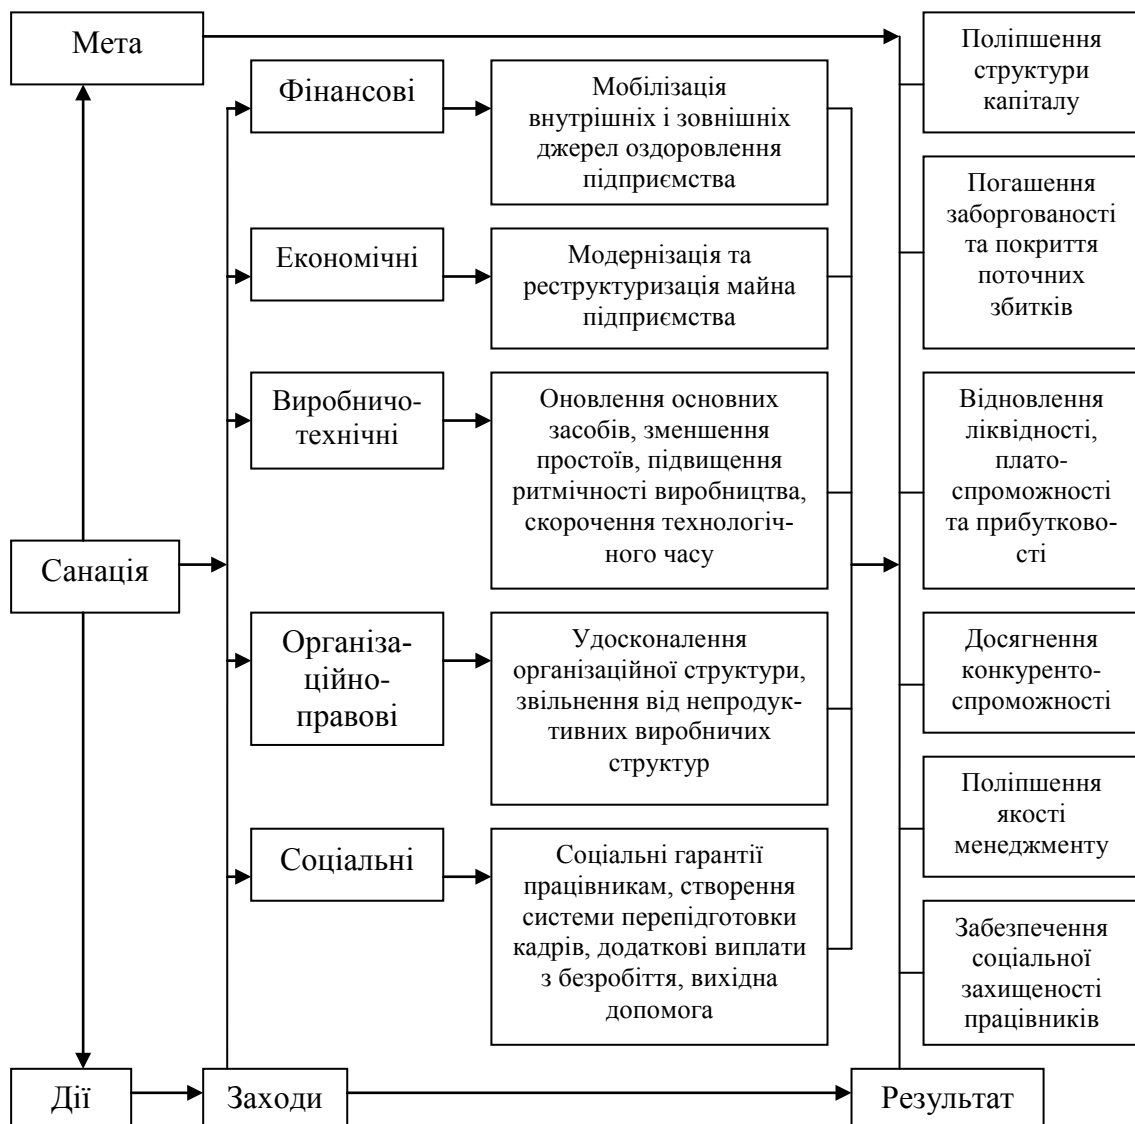 Мета
Фінансові
Мобілізація
внутрішніх і зовнішніх
джерел оздоровлення
підприємства
Поліпшення
структури
капіталу
Економічні
Модернізація та
реструктуризація майна
підприємства
Погашення
заборгованості
та покриття
поточних
збитків
Виробничо-
технічні
Оновлення основних
засобів, зменшення
простоїв, підвищення
ритмічності виробництва,
скорочення технологіч-
ного часу
Відновлення
ліквідності,
плато-
спроможності
та прибутково-
сті
Санація
Організа-
ційно-
правові
Удосконалення
організаційної структури,
звільнення від непродук-
тивних виробничих
структур
Досягнення
конкуренто-
спроможності
Поліпшення
якості
менеджменту
Соціальні
Соціальні гарантії
працівникам, створення
системи перепідготовки
кадрів, додаткові виплати
з безробіття, вихідна
допомога
Забезпечення
соціальної
захищеності
працівників
Дії
Заходи
Результат